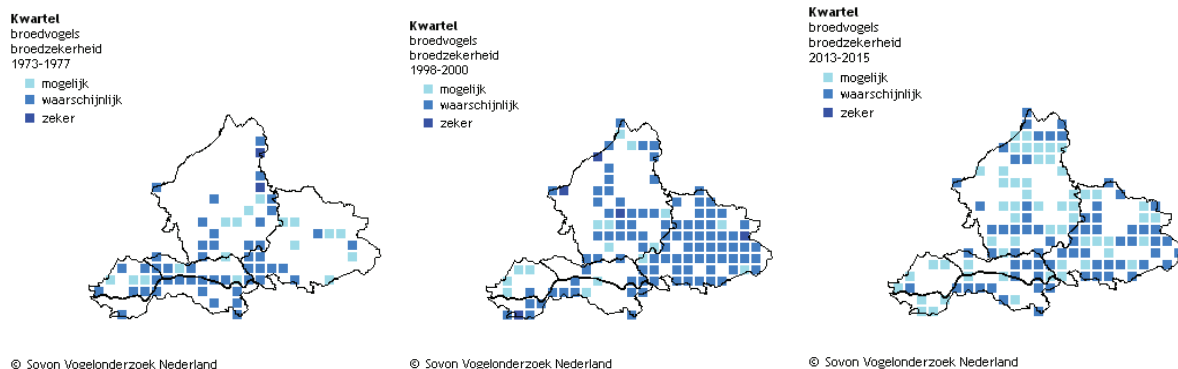 Kwartel
broedvogels
broedzekerheid
1973-1977
mogelijk
waarschijnlijk
zeker
© Sovon Vogelonderzoek Nederland
Kwartel
broedvogels
broedzekerheid
1998-2000
mogelijk
waarschijnlijk
zeker
© Sovon Vogelonderzoek Nederland
Kwartel
broedvogels
broedzekerheid
2013-2015
mogelijk
waarschijnlijk
zeker
© Sovon Vogelonderzoek Nederland